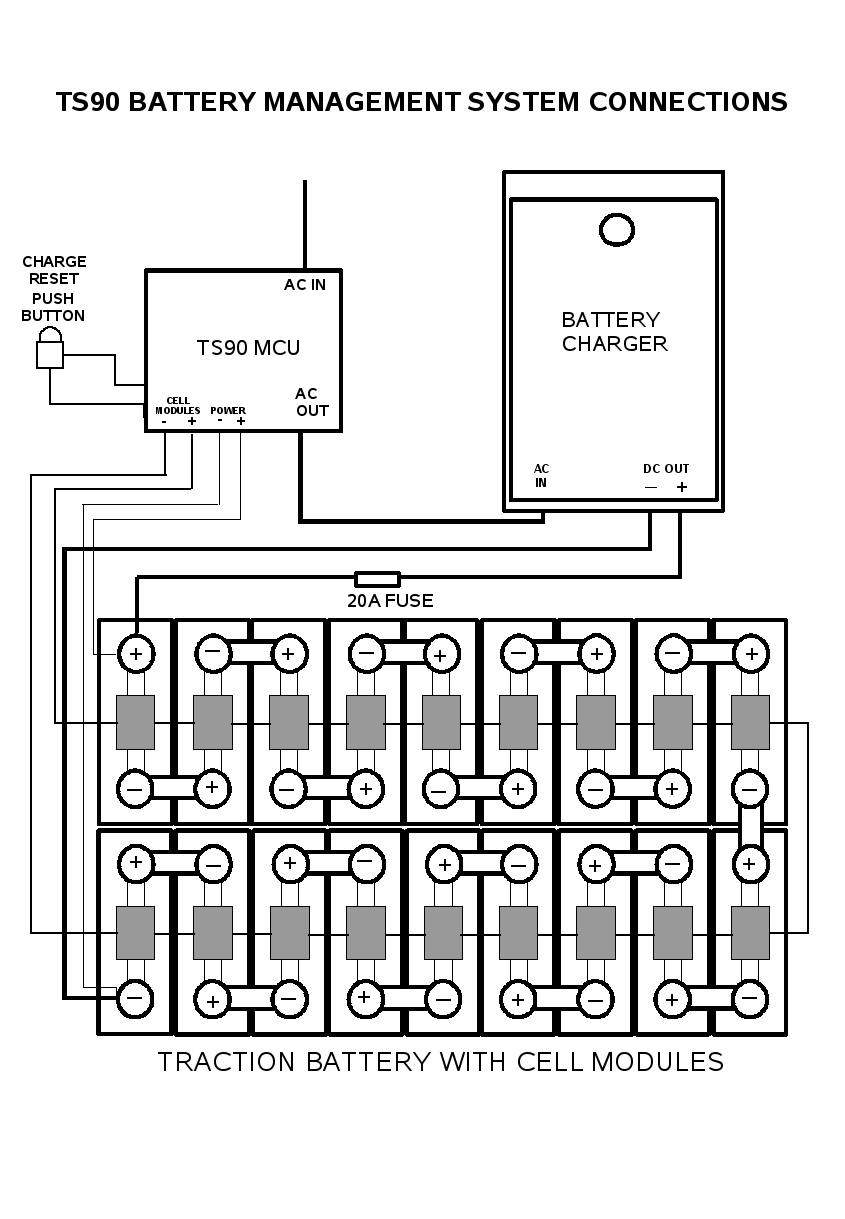 TS90 BATTERY MANAGEMENT SYSTEM CONNECTIONS
CHARGE
RESET
PUSH
BUTTON
AC IN
TS90 MCU
AC
OUT
CELL
MODULES
- +
POWER
- +
BATTERY
CHARGER
AC
IN
DC OUT
— +
20A FUSE
+ − + − + − + − +
− + − + − + − + −
+ − + − + − + − +
− + − + − + − + −
TRACTION BATTERY WITH CELL MODULES